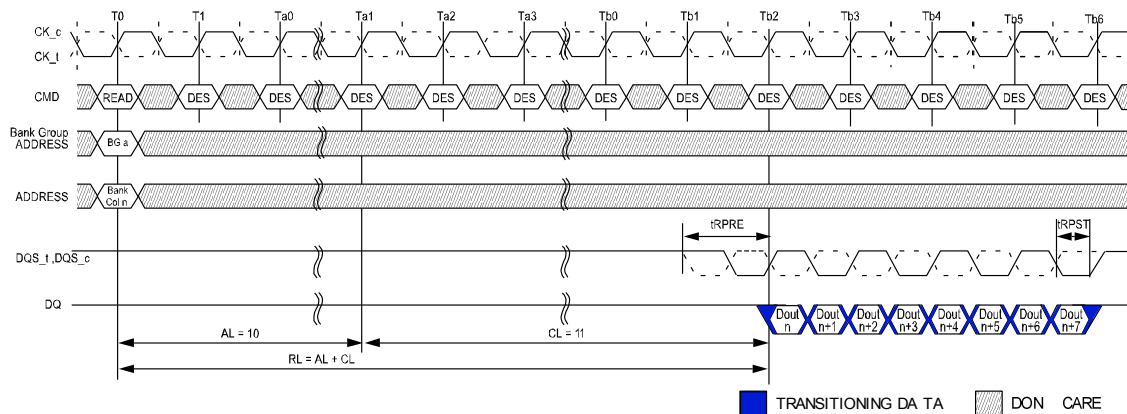 T0 T1 Ta0 Ta1 Ta2 Ta3 Tb0 Tb1 Tb2 Tb3 Tb4 Tb5 Tb6
CK_c
CK_t
CMD READ DES DES DES DES DES DES DES DES DES DES DES DES
Bank Group
ADDRESS BG a
ADDRESS Bank
Col n
tRPRE tRPST
DQS_t ,DQS_c
DQ Dout Dout Dout Dout Dout Dout Dout Dout
n n+1 n+2 n+3 n+4 n+5 n+6 n+7
AL = 10 CL = 11
RL = AL + CL
TRANSITIONING DA TA DON CARE